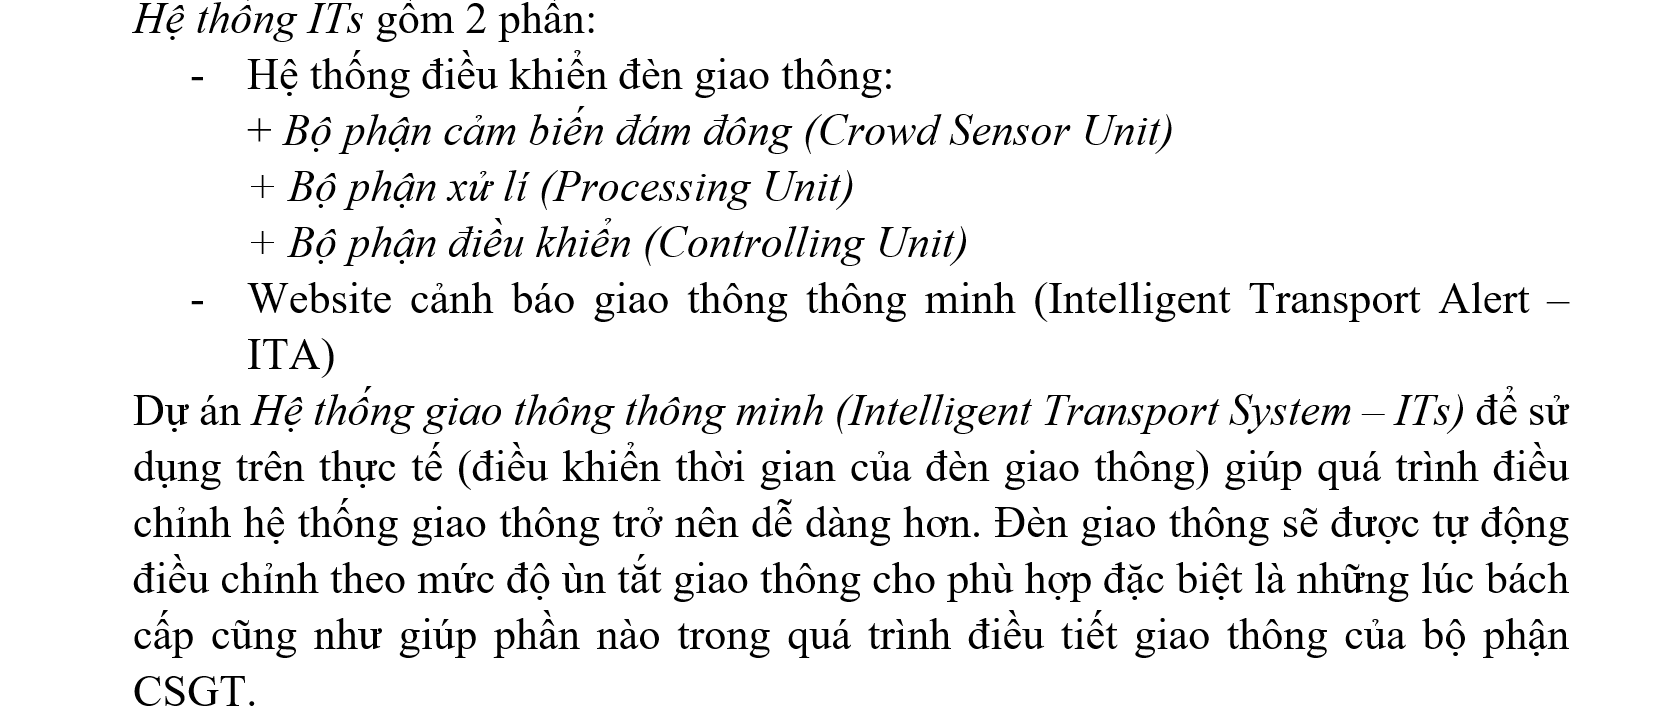 Hệ thống ITs gồm 2 phần:
- Hệ thống điều khiển đèn giao thông:
+ Bộ phận cảm biến đám đông (Crowd Sensor Unit)
+ Bộ phận xử lí (Processing Unit)
+ Bộ phận điều khiển (Controlling Unit)
- Website cảnh báo giao thông thông minh (Intelligent Transport Alert –
ITA)
Dự án Hệ thống giao thông thông minh (Intelligent Transport System – ITs) để sử
dụng trên thực tế (điều khiển thời gian của đèn giao thông) giúp quá trình điều
chỉnh hệ thống giao thông trở nên dễ dàng hơn. Đèn giao thông sẽ được tự động
điều chỉnh theo mức độ ùn tắt giao thông cho phù hợp đặc biệt là những lúc bách
cấp cũng như giúp phần nào trong quá trình điều tiết giao thông của bộ phận
CSGT.